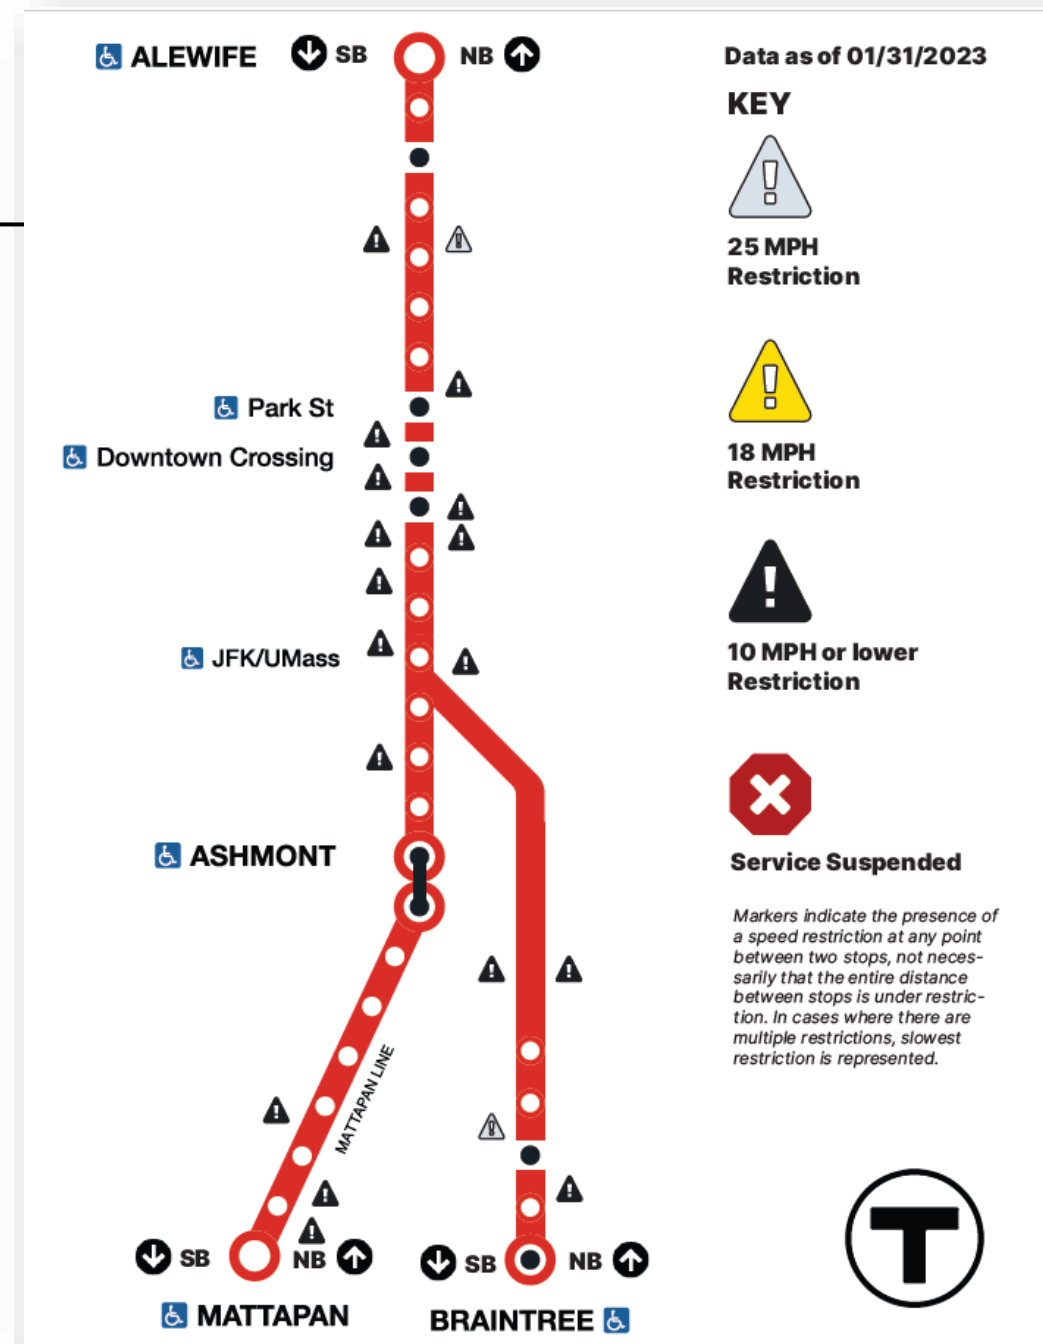 ALEWIFE
SB
NB
Data as of 01/31/2023
KEY
25 MPH
Restriction
Park St
Downtown Crossing
18 MPH
Restriction
JFK/UMass
10 MPH or lower
Restriction
ASHMONT
Service Suspended
Markers indicate the presence of
a speed restriction at any point
between two stops, not neces-
sarily that the entire distance
between stops is under restric-
tion. In cases where there are
multiple restrictions, slowest
restriction is represented.
MATTAPAN LINE
SB
NB
MATTAPAN
SB
NB
BRAINTREE
T